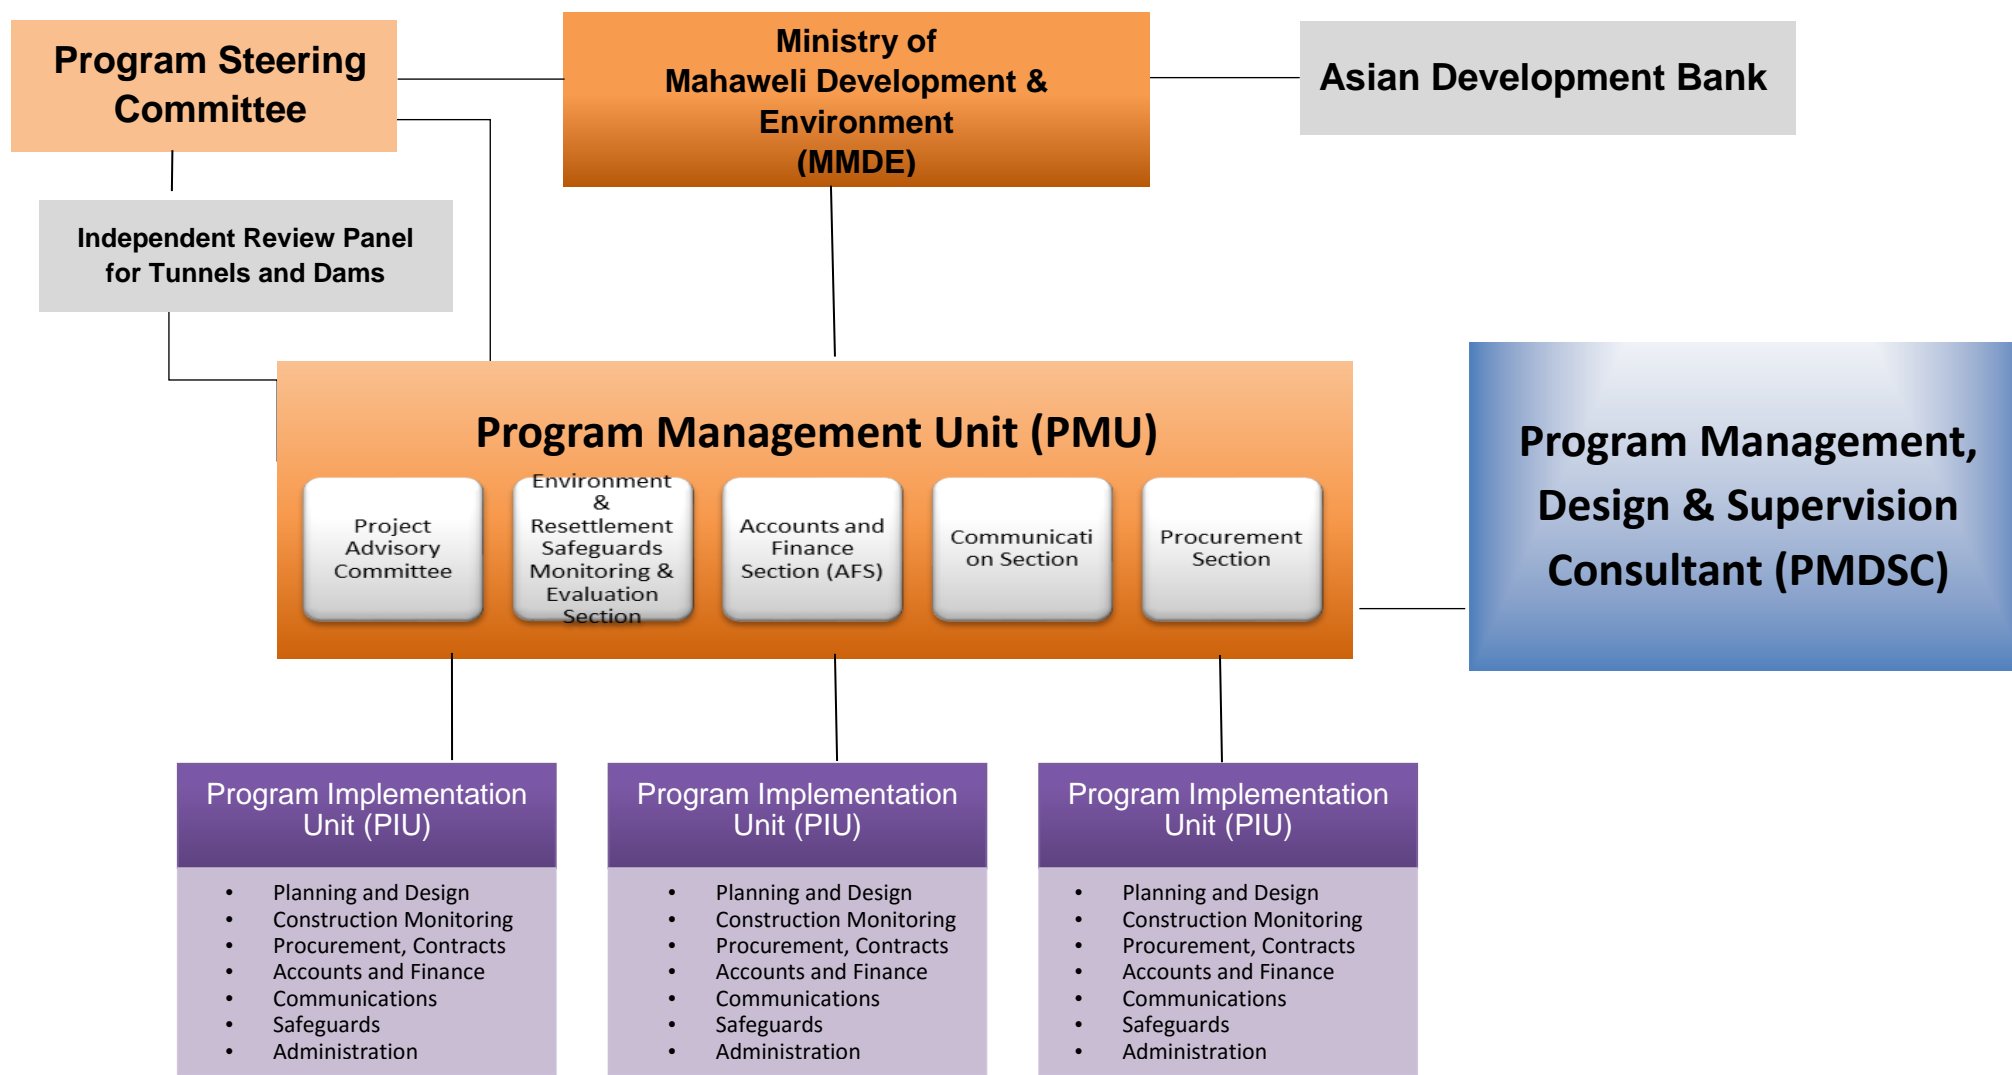 Program Steering
Committee
Ministry of
Mahaweli Development &
Environment
(MMDE)
Asian Development Bank
Independent Review Panel
for Tunnels and Dams
Program Management Unit (PMU)
Project
Advisory
Committee
Environment
&
Resettlement
Safeguards
Monitoring &
Evaluation
Section
Accounts and
Finance
Section (AFS)
Communicati
on Section
Procurement
Section
Program Management,
Design & Supervision
Consultant (PMDSC)
Program Implementation
Unit (PIU)
• Planning and Design
• Construction Monitoring
• Procurement, Contracts
• Accounts and Finance
• Communications
• Safeguards
• Administration
Program Implementation
Unit (PIU)
• Planning and Design
• Construction Monitoring
• Procurement, Contracts
• Accounts and Finance
• Communications
• Safeguards
• Administration
Program Implementation
Unit (PIU)
• Planning and Design
• Construction Monitoring
• Procurement, Contracts
• Accounts and Finance
• Communications
• Safeguards
• Administration